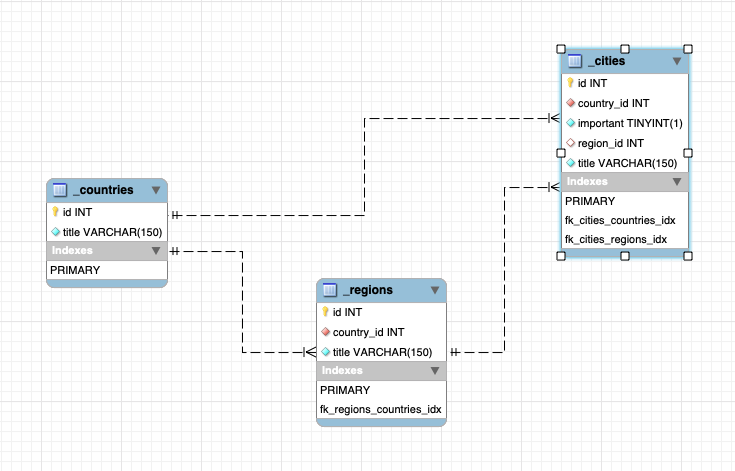 _countries
id INT
title VARCHAR(150)
Indexes
PRIMARY
_regions
id INT
country_id INT
title VARCHAR(150)
Indexes
PRIMARY
fk_regions_countries_idx
_cities
id INT
country_id INT
important TINYINT(1)
region_id INT
title VARCHAR(150)
Indexes
PRIMARY
fk_cities_countries_idx
fk_cities_regions_idx